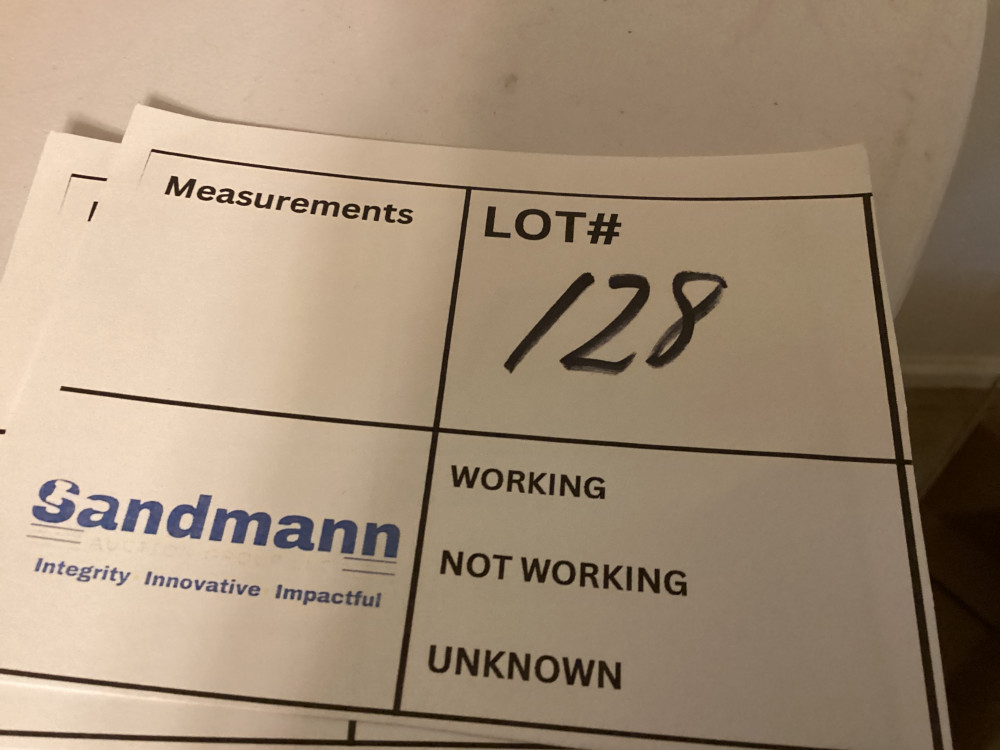 Measurements
LOT#
128
Sandmann
Integrity Innovative Impactful
WORKING
NOT WORKING
UNKNOWN